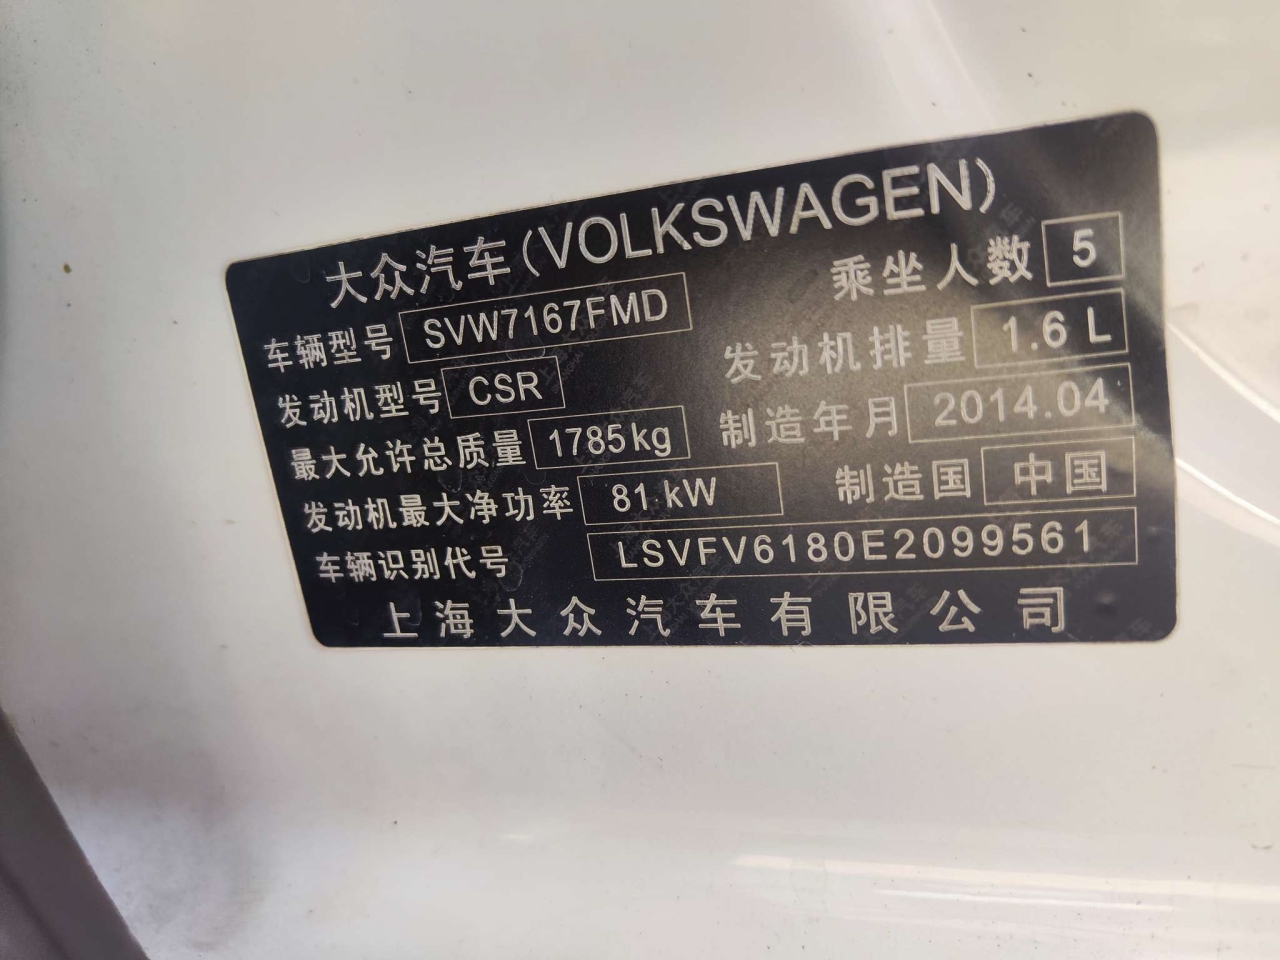 大众汽车(VOLKSWAGEN)
车辆型号 SVW7167FMD 乘坐人数 5
发动机型号 CSR 发动机排量 1.6 L
最大允许总质量 1785kg 制造年月 2014.04
发动机最大净功率 81 kW 制造国 中国
车辆识别代号 LSVFV6180E2099561
上海大众汽车有限公司